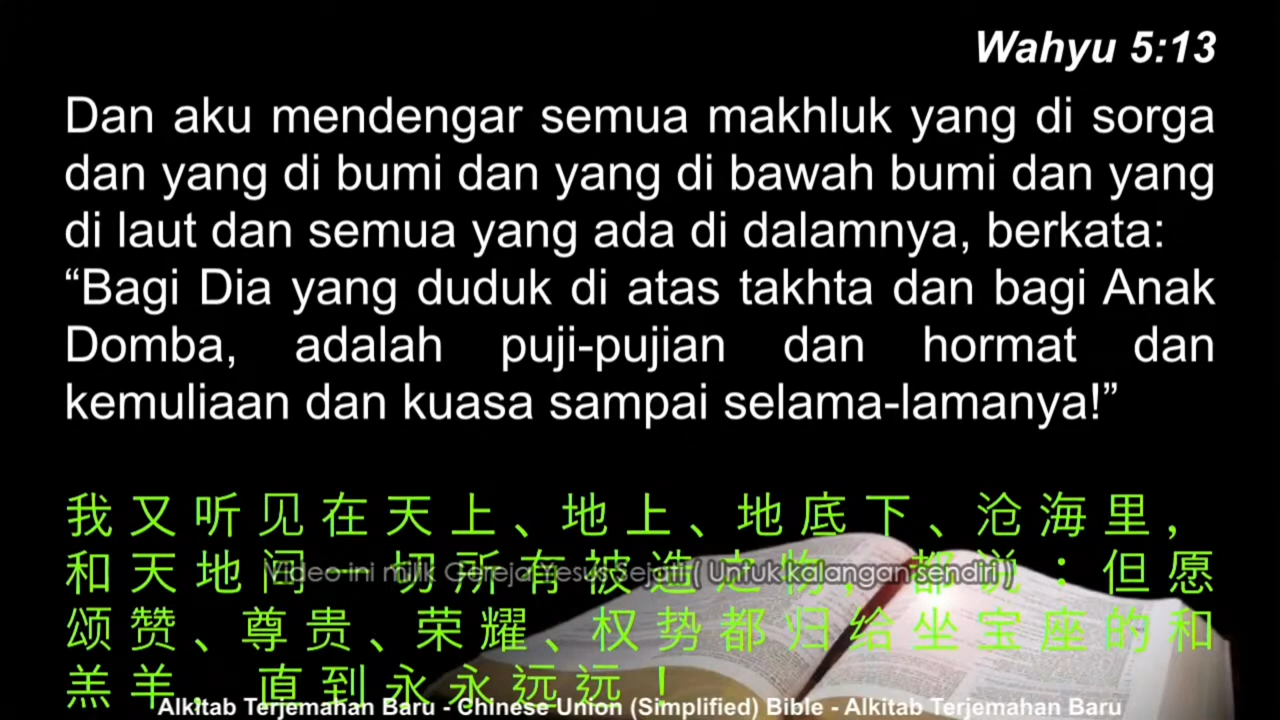 Wahyu 5:13
Dan aku mendengar semua makhluk yang di sorga
dan yang di bumi dan yang di bawah bumi dan yang
di laut dan semua yang ada di dalamnya, berkata:
“Bagi Dia yang duduk di atas takhta dan bagi Anak
Domba, adalah puji-pujian dan hormat dan
kemuliaan dan kuasa sampai selama-lamanya!”
我又听见在天上、地上、地底下、沧海里，
和天地间一切所有被造之物，都说：但愿
Video ini milik Gereja Yesus Sejati ( Untuk kalangan sendiri )
颂赞、尊贵、荣耀、权势都归给坐宝座的和
羔羊，直到永永远远！
Alkitab Terjemahan Baru - Chinese Union (Simplified) Bible - Alkitab Terjemahan Baru